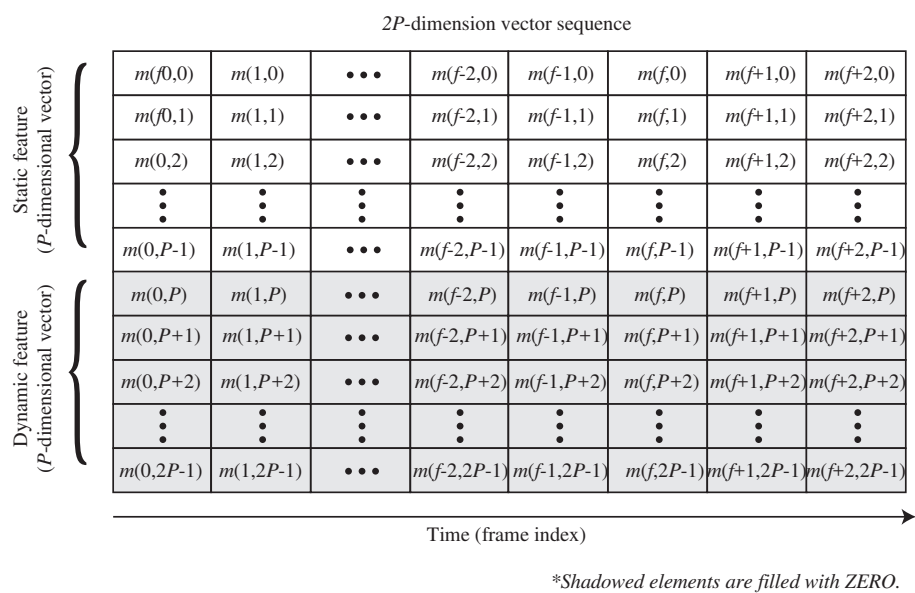 2P-dimension vector sequence
Static feature
(P-dimensional vector)
m(f0,0) m(1,0) ••• m(f-2,0) m(f-1,0) m(f,0) m(f+1,0) m(f+2,0)
m(f0,1) m(1,1) ••• m(f-2,1) m(f-1,1) m(f,1) m(f+1,1) m(f+2,1)
m(0,2) m(1,2) ••• m(f-2,2) m(f-1,2) m(f,2) m(f+1,2) m(f+2,2)
m(0,P-1) m(1,P-1) ••• m(f-2,P-1) m(f-1,P-1) m(f,P-1) m(f+1,P-1) m(f+2,P-1)
Dynamic feature
(P-dimensional vector)
m(0,P) m(1,P) ••• m(f-2,P) m(f-1,P) m(f,P) m(f+1,P) m(f+2,P)
m(0,P+1) m(1,P+1) ••• m(f-2,P+1) m(f-1,P+1) m(f,P+1) m(f+1,P+1) m(f+2,P+1)
m(0,P+2) m(1,P+2) ••• m(f-2,P+2) m(f-1,P+2) m(f,P+2) m(f+1,P+2) m(f+2,P+2)
m(0,2P-1) m(1,2P-1) ••• m(f-2,2P-1) m(f-1,2P-1) m(f,2P-1) m(f+1,2P-1) m(f+2,2P-1)
Time (frame index)
*Shadowed elements are filled with ZERO.